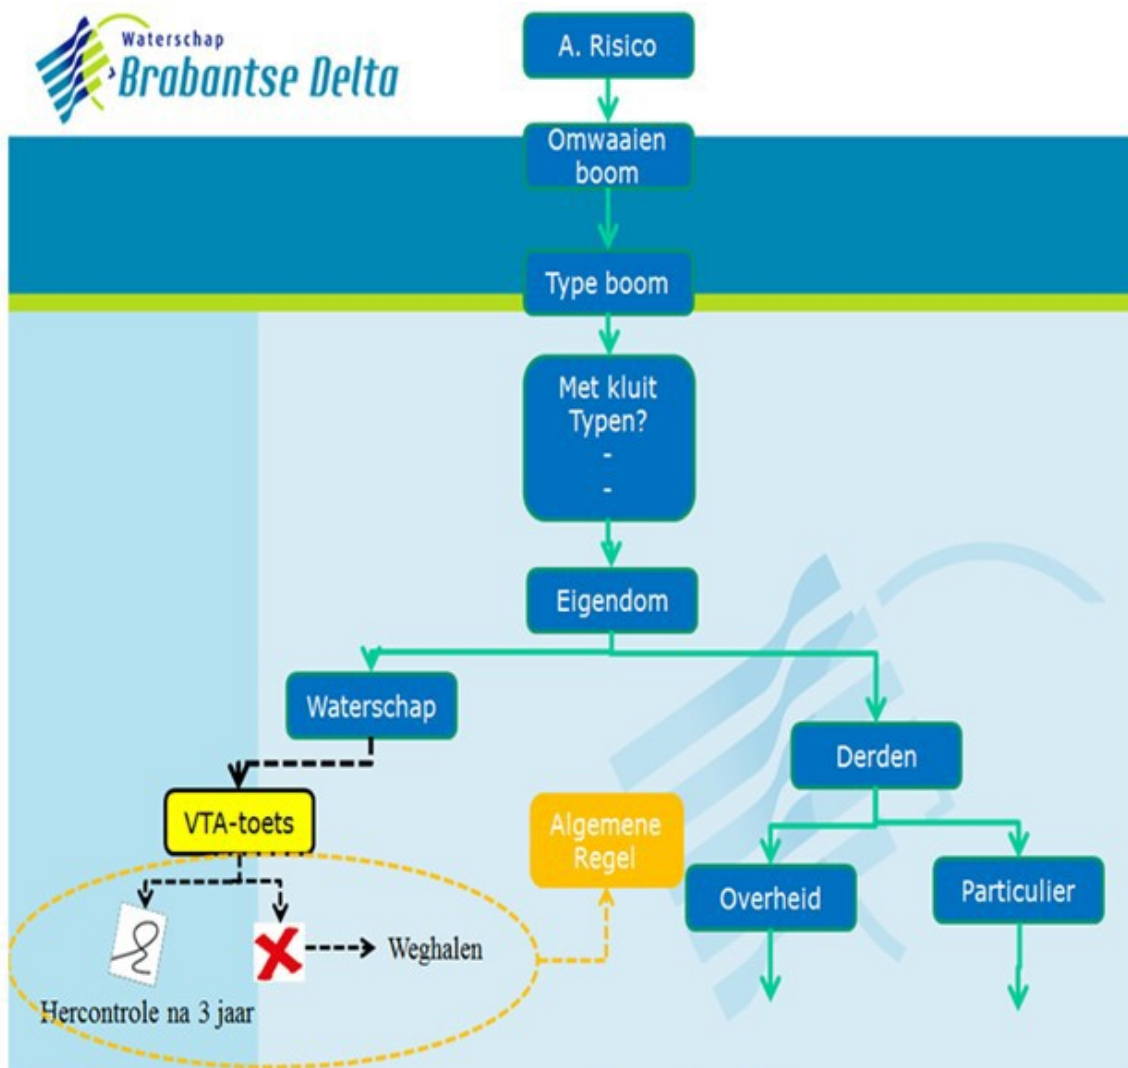 Waterschap
Brabantse Delta
A. Risico
Omwaaien
boom
Type boom
Met kluit
Typen?
-
-
Eigendom
Waterschap
Derden
VTA-toets
Algemene
Regel
Overheid
Particulier
Weghalen
Hercontrole na 3 jaar